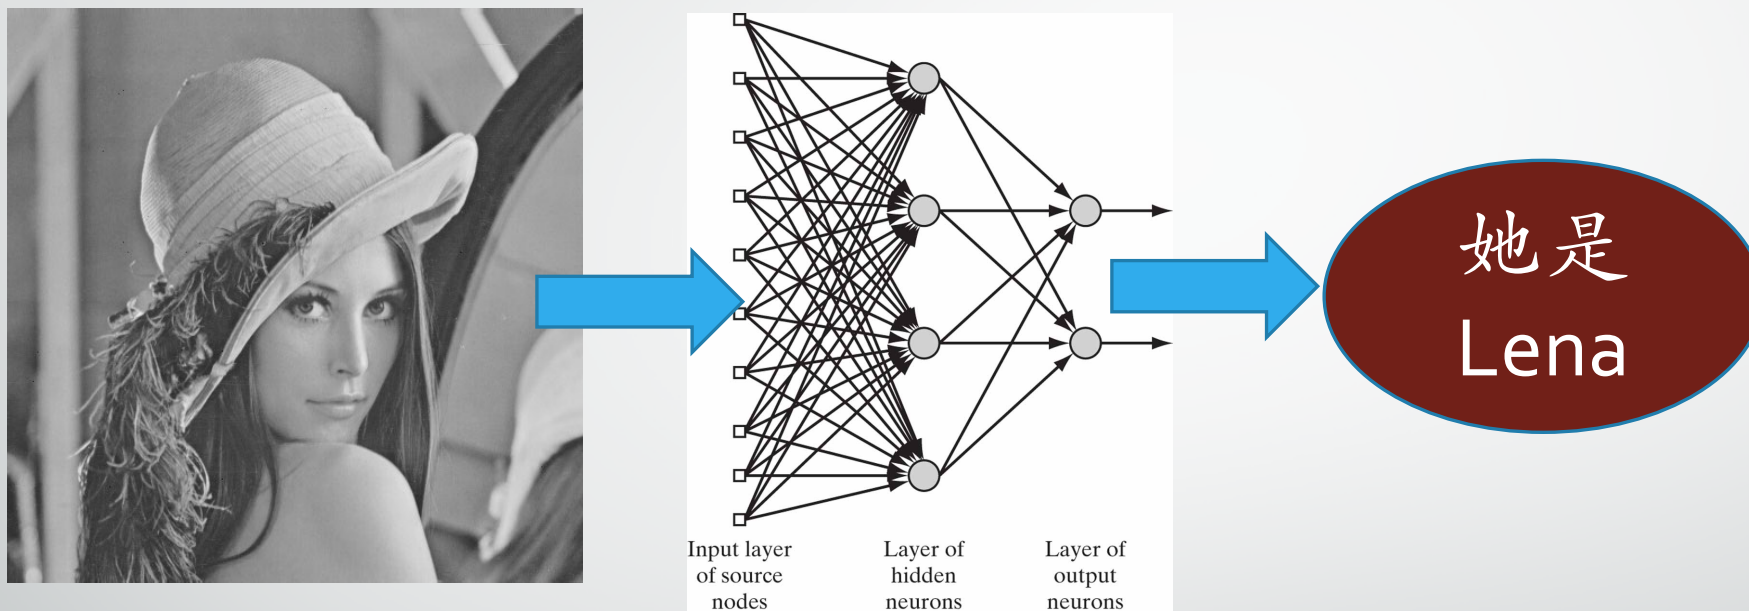 Input layer
of source
nodes
Layer of
hidden
neurons
Layer of
output
neurons
她是
Lena